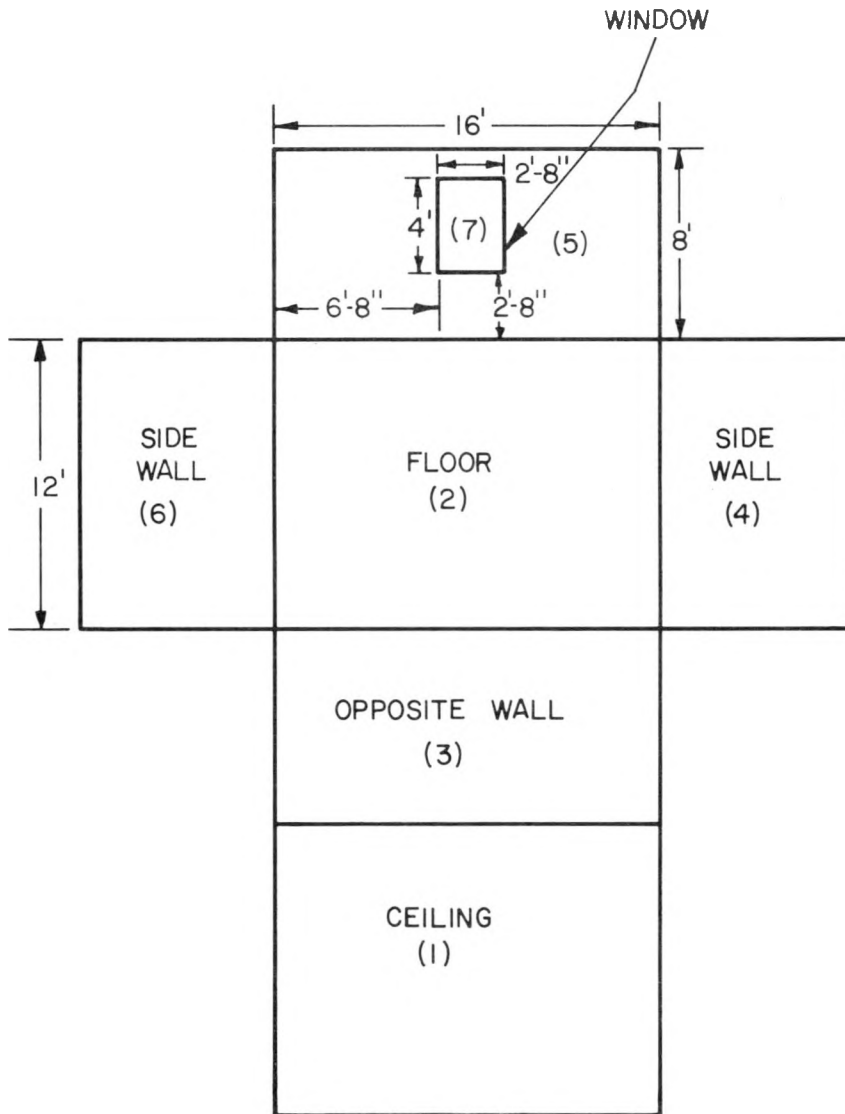 WINDOW
16'
2'-8"
4'
(7)
(5)
8'
6'-8"
2'-8"
SIDE
WALL
(6)
12'
FLOOR
(2)
SIDE
WALL
(4)
OPPOSITE WALL
(3)
CEILING
(1)